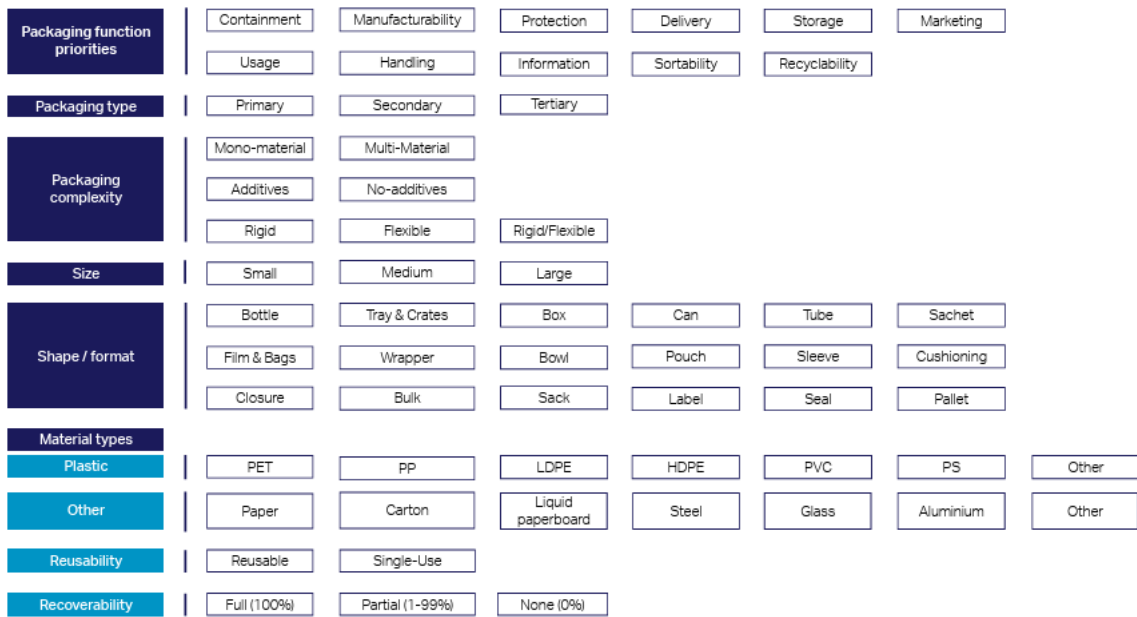 Packaging function
priorities
Containment Manufacturability Protection Delivery Storage Marketing
Usage Handling Information Sortability Recyclability
Packaging type Primary Secondary Tertiary
Packaging
complexity
Mono-material Multi-Material
Additives No-additives
Rigid Flexible Rigid/Flexible
Size Small Medium Large
Shape / format
Bottle Tray & Crates Box Can Tube Sachet
Film & Bags Wrapper Bowl Pouch Sleeve Cushioning
Closure Bulk Sack Label Seal Pallet
Material types
Plastic PET PP LDPE HDPE PVC PS Other
Other Paper Carton Liquid
paperboard Steel Glass Aluminium Other
Reusability Reusable Single-Use
Recoverability Full (100%) Partial (1-99%) None (0%)